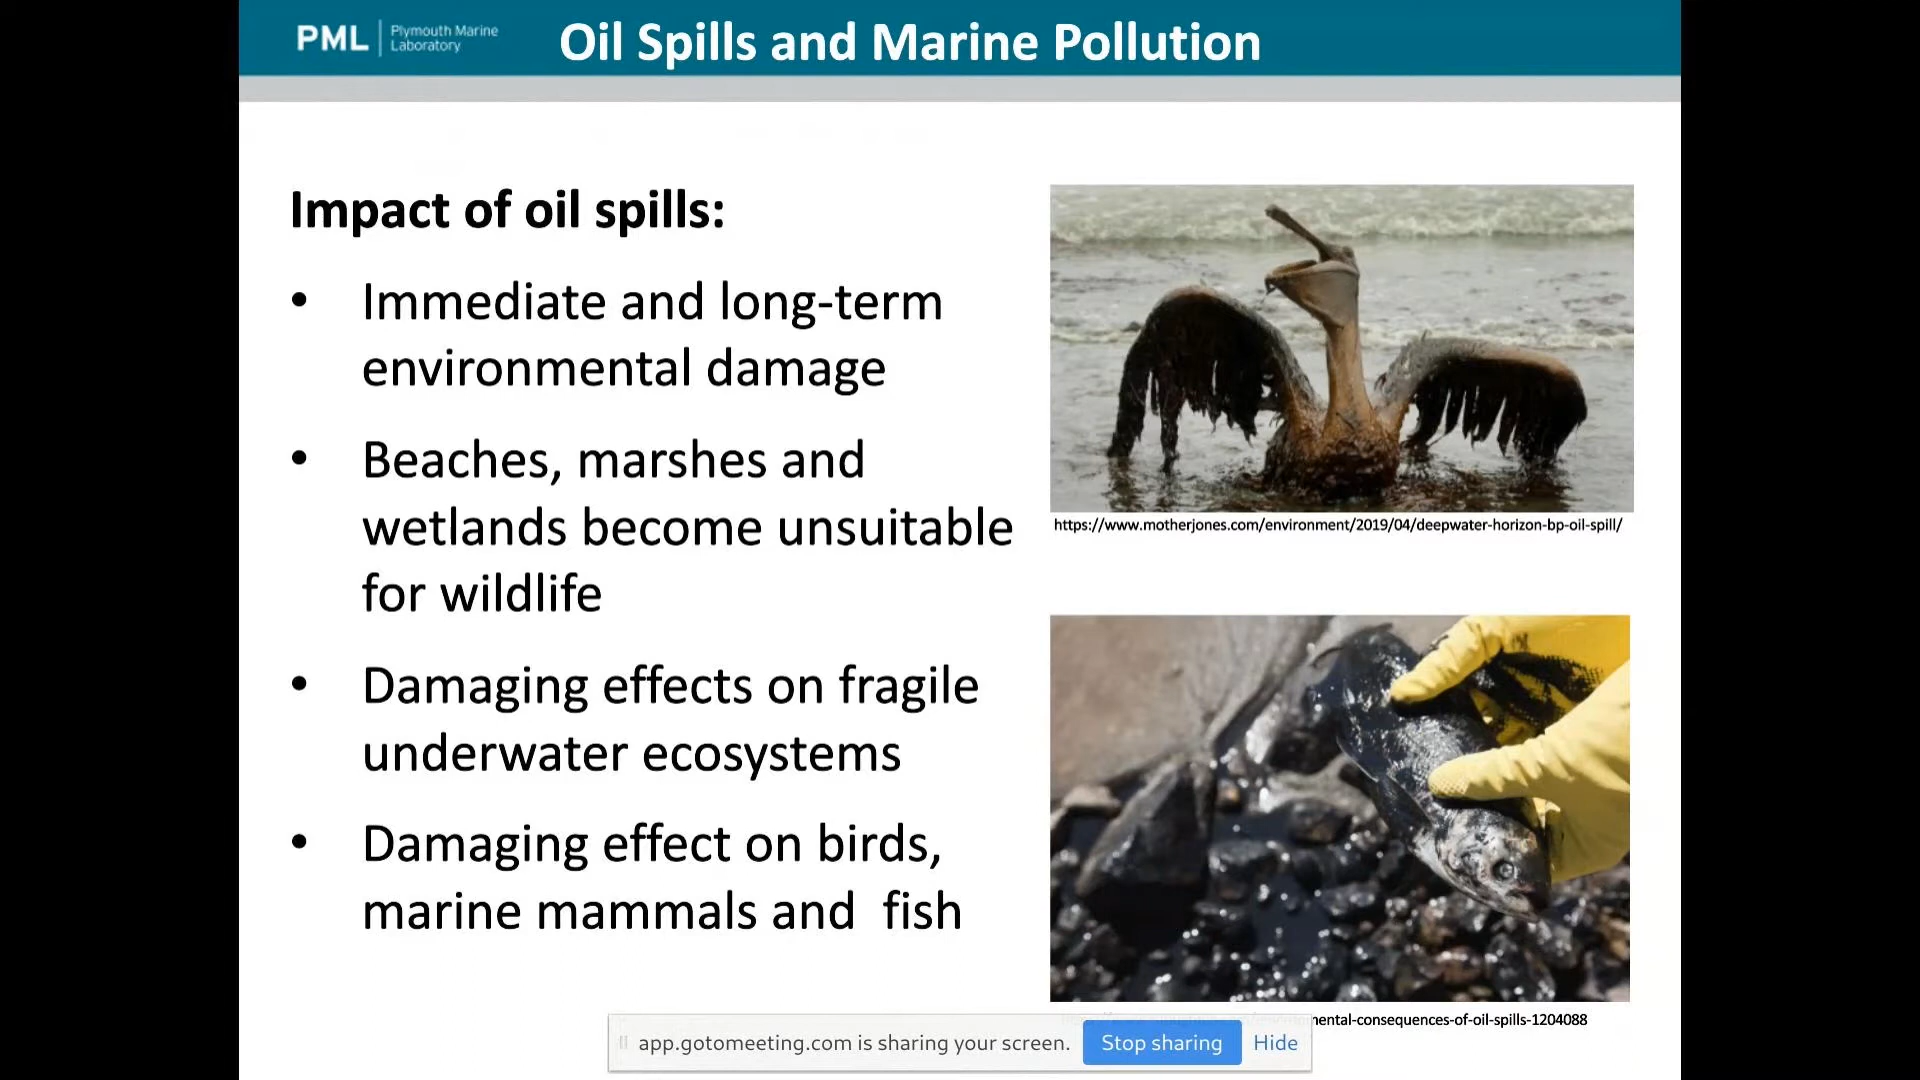 PML
Plymouth Marine
Laboratory
Oil Spills and Marine Pollution
Impact of oil spills:
• Immediate and long-term
environmental damage
• Beaches, marshes and
wetlands become unsuitable
for wildlife
• Damaging effects on fragile
underwater ecosystems
• Damaging effect on birds,
marine mammals and fish
https://www.motherjones.com/environment/2019/04/deepwater-horizon-bp-oil-spill/
mental-consequences-of-oil-spills-1204088
app.gotomeeting.com is sharing your screen.
Stop sharing
Hide